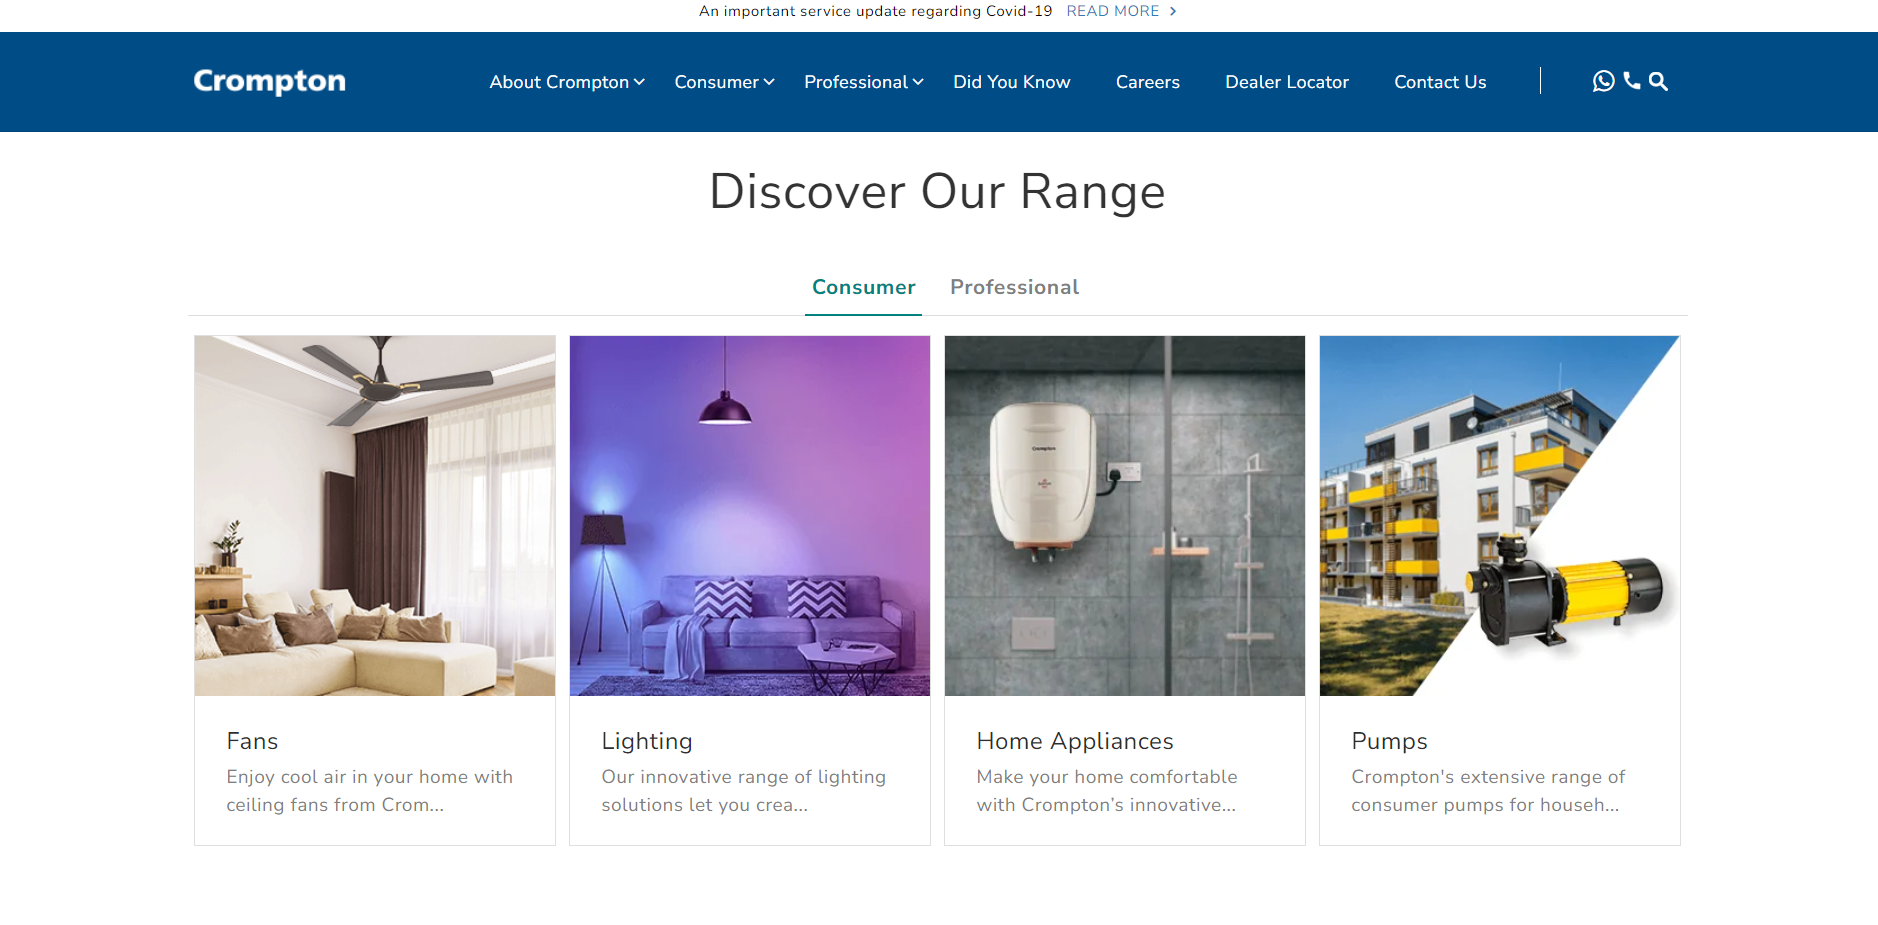 An important service update regarding Covid-19 READ MORE
Crompton
About Crompton Consumer Professional Did You Know Careers Dealer Locator Contact Us
Discover Our Range
Consumer Professional
Crompton
Fans
Enjoy cool air in your home with
ceiling fans from Crom...
Lighting
Our innovative range of lighting
solutions let you crea...
Home Appliances
Make your home comfortable
with Crompton’s innovative...
Pumps
Crompton's extensive range of
consumer pumps for househ...